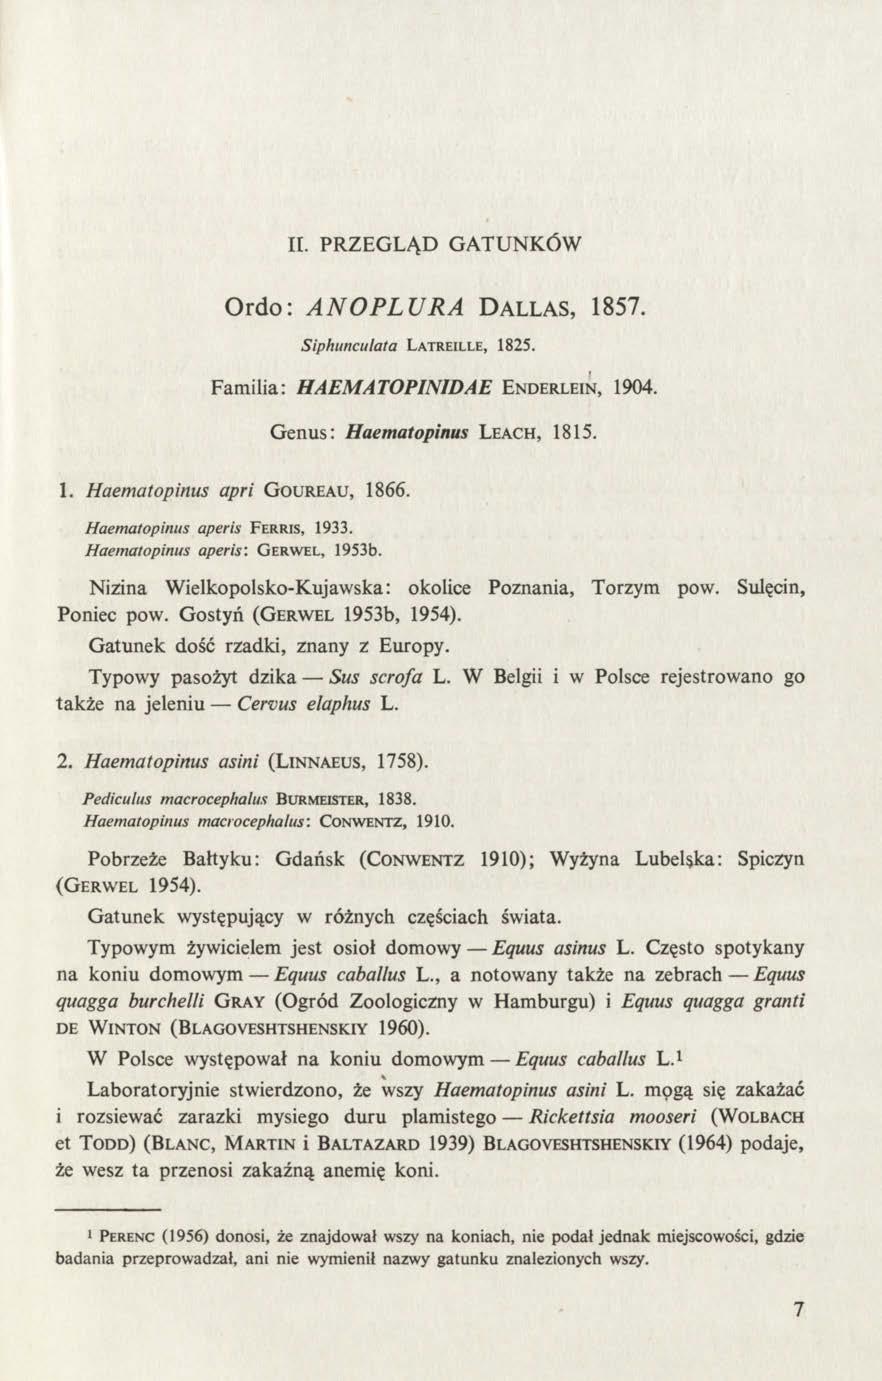 II. PRZEGLĄD GATUNKÓW
Ordo: ANOPLURA DALLAS, 1857.
Siphunculata LATREILLE, 1825.
Familia: HAEMATOPINIDAE ENDERLEIN, 1904.
Genus: Haematopinus LEACH, 1815.
1. Haematopinus apri GOUREAU, 1866.
Haematopinus aperis FERRIS, 1933.
Haematopinus aperis: GERWEL, 1953b.
Nizina Wielkopolsko-Kujawska: okolice Poznania, Torzym pow. Sulęcin,
Poniec pow. Gostyń (GERWEL 1953b, 1954).
Gatunek dość rzadki, znany z Europy.
Typowy pasożyt dzika — Sus scrofa L. W Belgii i w Polsce rejestrowano go
także na jeleniu — Cervus elaphus L.
2. Haematopinus asini (LINNAEUS, 1758).
Pediculus macrocephalus BURMEISTER, 1838.
Haematopinus macrocephalus: CONWENTZ, 1910.
Pobrzeże Bałtyku: Gdańsk (CONWENTZ 1910); Wyżyna Lubelska: Spiczyn
(GERWEL 1954).
Gatunek występujący w różnych częściach świata.
Typowym żywicielem jest osioł domowy — Equus asinus L. Często spotykany
na koniu domowym — Equus caballus L., a notowany także na zebrach — Equus
quagga burchelli GRAY (Ogród Zoologiczny w Hamburgu) i Equus quagga granti
DE WINTON (BLAGOVESHTSHENSKIY 1960).
W Polsce występował na koniu domowym — Equus caballus L.¹
Laboratoryjnie stwierdzono, że wszy Haematopinus asini L. mogą się zakażać
i rozsiewać zarazki mysiego duru plamistego — Rickettsia mooseri (WOLBACH
et TODD) (BLANC, MARTIN i BALTAZARD 1939) BLAGOVESHTSHENSKIY (1964) podaje,
że wesz ta przenosi zakaźną anemię koni.
¹ PERENC (1956) donosi, że znajdował wszy na koniach, nie podał jednak miejscowości, gdzie
badania przeprowadzał, ani nie wymienił nazwy gatunku znalezionych wszy.
7